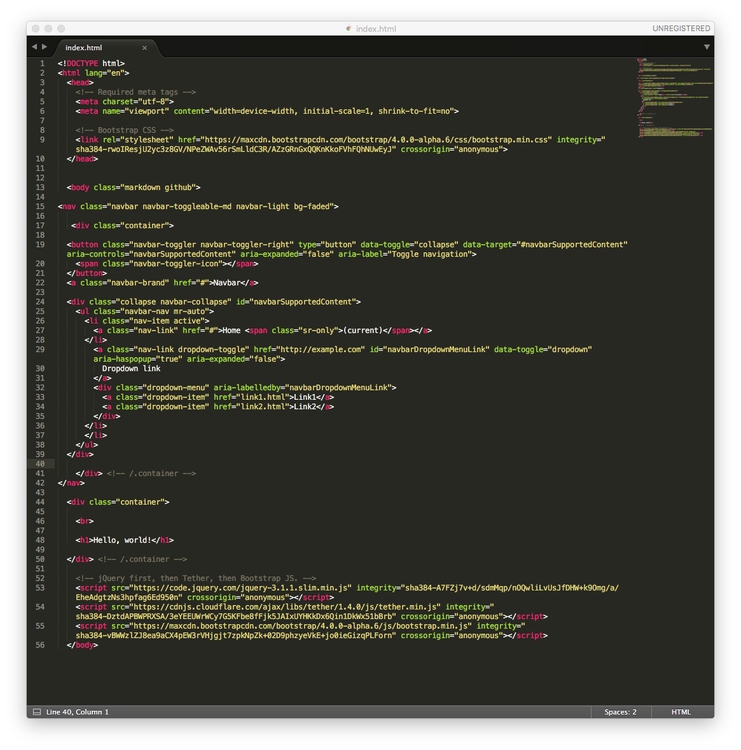 index.html
UNREGISTERED
index.html
1 <!DOCTYPE html>
2 <html lang="en">
3 <head>
4 <!-- Required meta tags -->
5 <meta charset="utf-8">
6 <meta name="viewport" content="width=device-width, initial-scale=1, shrink-to-fit=no">
7
8 <!-- Bootstrap CSS -->
9 <link rel="stylesheet" href="https://maxcdn.bootstrapcdn.com/bootstrap/4.0.0-alpha.6/css/bootstrap.min.css" integrity="
sha384-rwoIResjU2yc3z8GV/NPeZWAv56rSmLldC3R/AZzGRnGxQQKnKkoFVhFQhNUwEyJ" crossorigin="anonymous">
10 </head>
11
12
13 <body class="markdown github">
14
15 <nav class="navbar navbar-toggleable-md navbar-light bg-faded">
16
17 <div class="container">
18
19 <button class="navbar-toggler navbar-toggler-right" type="button" data-toggle="collapse" data-target="#navbarSupportedContent"
aria-controls="navbarSupportedContent" aria-expanded="false" aria-label="Toggle navigation">
20 <span class="navbar-toggler-icon"></span>
21 </button>
22 <a class="navbar-brand" href="#">Navbar</a>
23
24 <div class="collapse navbar-collapse" id="navbarSupportedContent">
25 <ul class="navbar-nav mr-auto">
26 <li class="nav-item active">
27 <a class="nav-link" href="#">Home <span class="sr-only">(current)</span></a>
28 </li>
29 <a class="nav-link dropdown-toggle" href="http://example.com" id="navbarDropdownMenuLink" data-toggle="dropdown"
aria-haspopup="true" aria-expanded="false">
30 Dropdown link
31 </a>
32 <div class="dropdown-menu" aria-labelledby="navbarDropdownMenuLink">
33 <a class="dropdown-item" href="link1.html">Link1</a>
34 <a class="dropdown-item" href="link2.html">Link2</a>
35 </div>
36 </li>
37 </li>
38 </ul>
39 </div>
40
41 </div> <!-- /.container -->
42 </nav>
43
44 <div class="container">
45
46 <br>
47
48 <h1>Hello, world!</h1>
49
50 </div> <!-- /.container -->
51
52 <!-- jQuery first, then Tether, then Bootstrap JS. -->
53 <script src="https://code.jquery.com/jquery-3.1.1.slim.min.js" integrity="sha384-A7FZj7v+d/sdmMqp/nOQwliLvUsJfDHW+k9Omg/a/
EheAdgtzNs3hpfag6Ed950n" crossorigin="anonymous"></script>
54 <script src="https://cdnjs.cloudflare.com/ajax/libs/tether/1.4.0/js/tether.min.js" integrity="
sha384-DztdAPBWPRXSA/3eYEEUWrWCy7G5KFbe8fFjk5JAIxUYHKkDx6Qin1DkWx51bBrb" crossorigin="anonymous"></script>
55 <script src="https://maxcdn.bootstrapcdn.com/bootstrap/4.0.0-alpha.6/js/bootstrap.min.js" integrity="
sha384-vBWWzlZJ8ea9aCX4pEW3rVHjgjt7zpkNpZk+02D9phzyeVkE+jo0ieGizqPLForn" crossorigin="anonymous"></script>
56 </body>
Line 40, Column 1
Spaces: 2
HTML